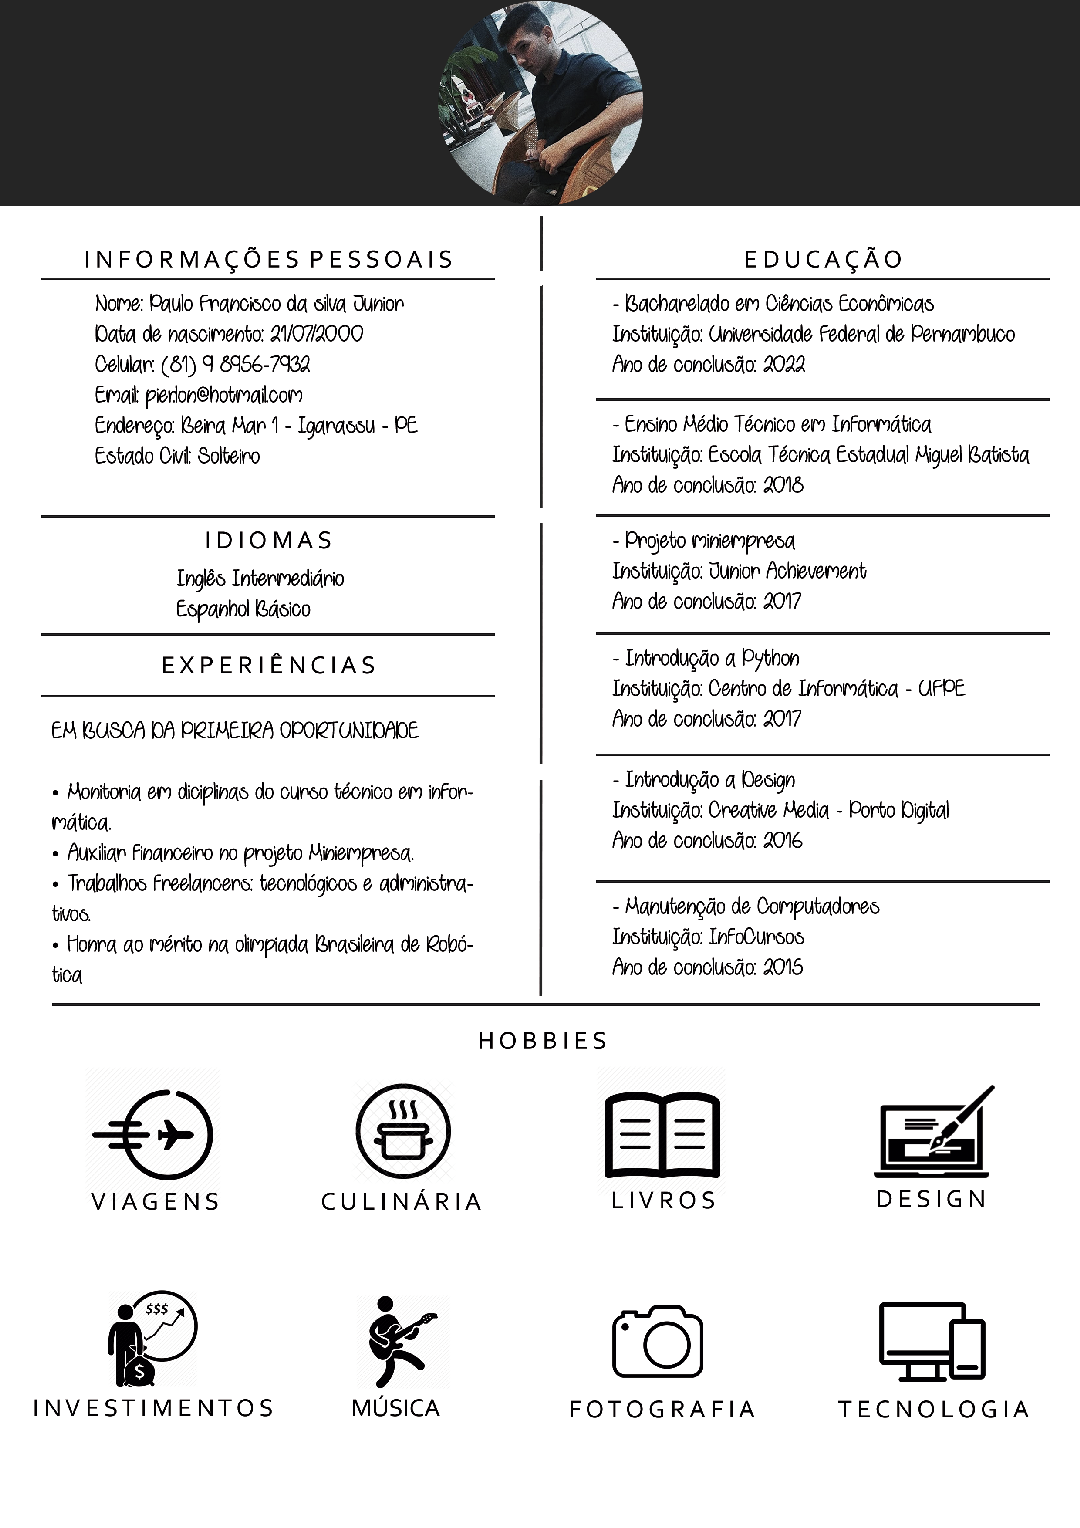 INFORMAÇÕES PESSOAIS
Nome: Paulo Francisco da silva Junior
Data de nascimento: 21/07/2000
Celular: (81) 9 8956-7932
Email: pierlon@hotmail.com
Endereço: Beira Mar 1 - Igarassu - PE
Estado Civil: Solteiro
IDIOMAS
Inglês Intermediário
Espanhol Básico
EXPERIÊNCIAS
EM BUSCA DA PRIMEIRA OPORTUNIDADE
• Monitoria em diciplinas do curso técnico em infor-
mática.
• Auxiliar financeiro no projeto Miniempresa.
• Trabalhos freelancers: tecnológicos e administra-
tivos.
• Honra ao mérito na olimpíada Brasileira de Robó-
tica
EDUCAÇÃO
- Bacharelado em Ciências Econômicas
Instituição: Universidade Federal de Pernambuco
Ano de conclusão: 2022
- Ensino Médio Técnico em Informática
Instituição: Escola Técnica Estadual Miguel Batista
Ano de conclusão: 2018
- Projeto miniempresa
Instituição: Junior Achievement
Ano de conclusão: 2017
- Introdução a Python
Instituição: Centro de Informática - UFPE
Ano de conclusão: 2017
- Introdução a Design
Instituição: Creative Media - Porto Digital
Ano de conclusão: 2016
- Manutenção de Computadores
Instituição: InfoCursos
Ano de conclusão: 2015
HOBBIES
VIAGENS
CULINÁRIA
LIVROS
DESIGN
$$$
$
INVESTIMENTOS
MÚSICA
FOTOGRAFIA
TECNOLOGIA